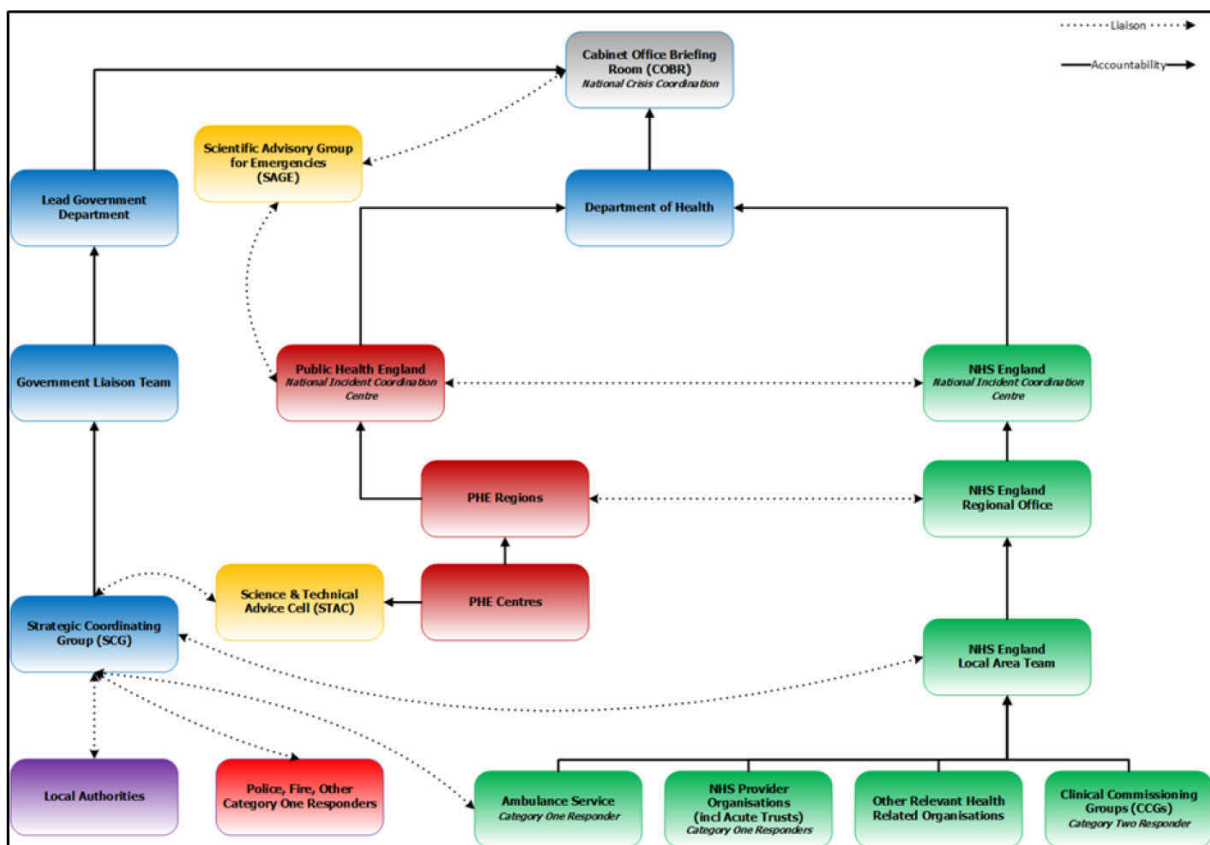 Liaison
Accountability
Cabinet Office Briefing
Room (COBR)
National Crisis Coordination
Scientific Advisory Group
for Emergencies
(SAGE)
Lead Government
Department
Department of Health
Government Liaison Team
Public Health England
National Incident Coordination
Centre
NHS England
National Incident Coordination
Centre
PHE Regions
NHS England
Regional Office
Science & Technical
Advice Cell (STAC)
PHE Centres
Strategic Coordinating
Group (SCG)
NHS England
Local Area Team
Local Authorities
Police, Fire, Other
Category One Responders
Ambulance Service
Category One Responder
NHS Provider
Organisations
(incl Acute Trusts)
Category One Responders
Other Relevant Health
Related Organisations
Clinical Commissioning
Groups (CCGs)
Category Two Responder